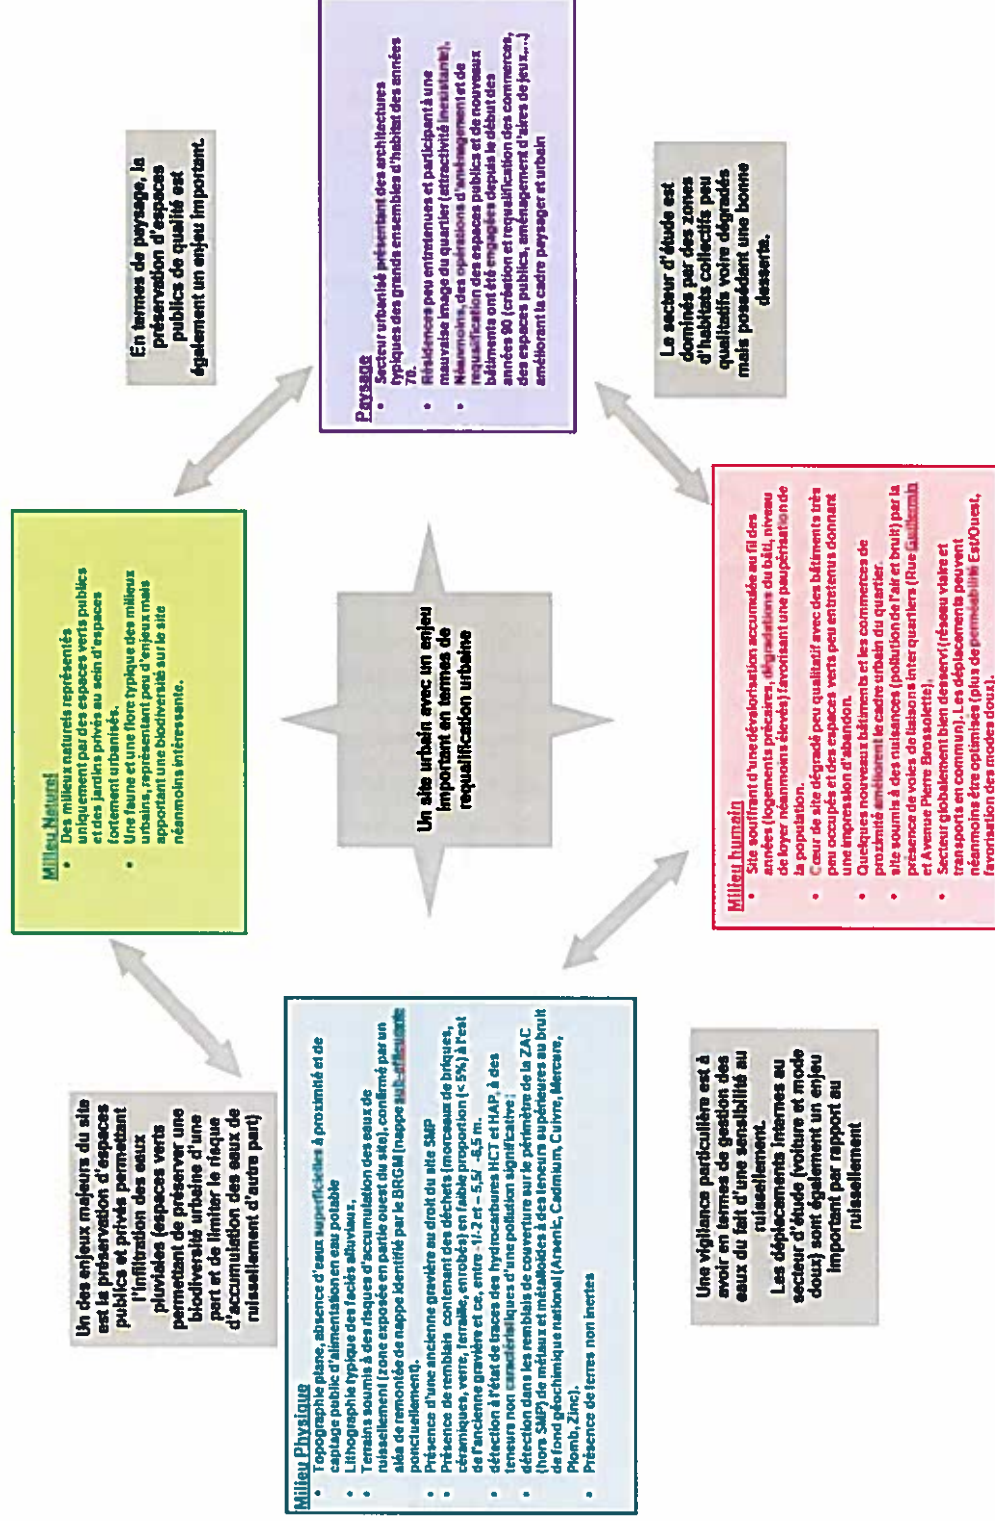 Un des enjeux majeurs du site
est la préservation d'espaces
publics et privés permettant
l'infiltration des eaux
pluviales (espaces verts
permettant de préserver une
biodiversité urbaine d'une
part et de limiter le risque
d'accumulation des eaux de
ruissellement d'autre part)
Milieu Naturel
• Des milieux naturels représentés
uniquement par des espaces verts publics
et des jardins privés au sein d'espaces
fortement urbanisés.
• Une faune et une flore typique des milieux
urbains, représentant peu d'enjeux mais
apportant une biodiversité sur le site
néanmoins intéressante.
En termes de paysage, la
préservation d'espaces
publics de qualité est
également un enjeu important.
Milieu Physique
• Topographie plane, absence d'eaux superficielles à proximité et de
captage public d'alimentation en eau potable
• Lithographie typique des faciès alluviaux.
• Terrains soumis à des risques d'accumulation des eaux de
ruissellement (zone exposées en partie ouest du site), confirmé par un
aléa de remontée de nappe identifié par le BRGM (nappe sub-affleurante
ponctuellement).
• Présence d'une ancienne gravière au droit du site SMP
• Présence de remblais contenant des déchets (morceaux de briques,
céramiques, verre, ferraille, enrobés) en faible proportion (< 5%) à l'est
de l'ancienne gravière et ce, entre -1/-2 et – 5,5/ -6,5 m.
• détection à l'état de traces des hydrocarbures HCT et HAP, à des
teneurs non caractéristiques d'une pollution significative ;
• détection dans les remblais de couverture sur le périmètre de la ZAC
(hors SMP) de métaux et métalloïdes à des teneurs supérieures au bruit
de fond géochimique national (Arsenic, Cadmium, Cuivre, Mercure,
Plomb, Zinc).
• Présence de terres non inertes
Un site urbain avec un enjeu
important en termes de
requalification urbaine
Paysage
• Secteur urbanisé présentant des architectures
typiques des grands ensembles d'habitat des années
70.
• Résidences peu entretenues et participant à une
mauvaise image du quartier (attractivité inexistante).
• Néanmoins, des opérations d'aménagement et de
requalification des espaces publics et de nouveaux
bâtiments ont été engagées depuis le début des
années 90 (création et requalification des commerces,
des espaces publics, aménagement d'aires de jeux,...)
améliorant la cadre paysager et urbain
Une vigilance particulière est à
avoir en termes de gestion des
eaux du fait d'une sensibilité au
ruissellement.
Les déplacements internes au
secteur d'étude (voiture et mode
doux) sont également un enjeu
important par rapport au
ruissellement
Milieu humain
• Site souffrant d'une dévalorisation accumulée au fil des
années (logements précaires, dégradations du bâti, niveau
de loyer néanmoins élevés) favorisant une paupérisation de
la population.
• Cœur de site dégradé peu qualitatif avec des bâtiments très
peu occupés et des espaces verts peu entretenus donnant
une impression d'abandon.
• Quelques nouveaux bâtiments et les commerces de
proximité améliorent le cadre urbain du quartier.
• site soumis à des nuisances (pollution de l'air et bruit) par la
présence de voies de liaisons inter quartiers (Rue Guillermin
et Avenue Pierre Brossolette).
• Secteur globalement bien desservi (réseau viaire et
transports en commun). Les déplacements peuvent
néanmoins être optimisés (plus de perméabilité Est/Ouest,
favorisation des modes doux).
Le secteur d'étude est
dominés par des zones
d'habitats collectifs peu
qualitatifs voire dégradés
mais possédant une bonne
desserte.